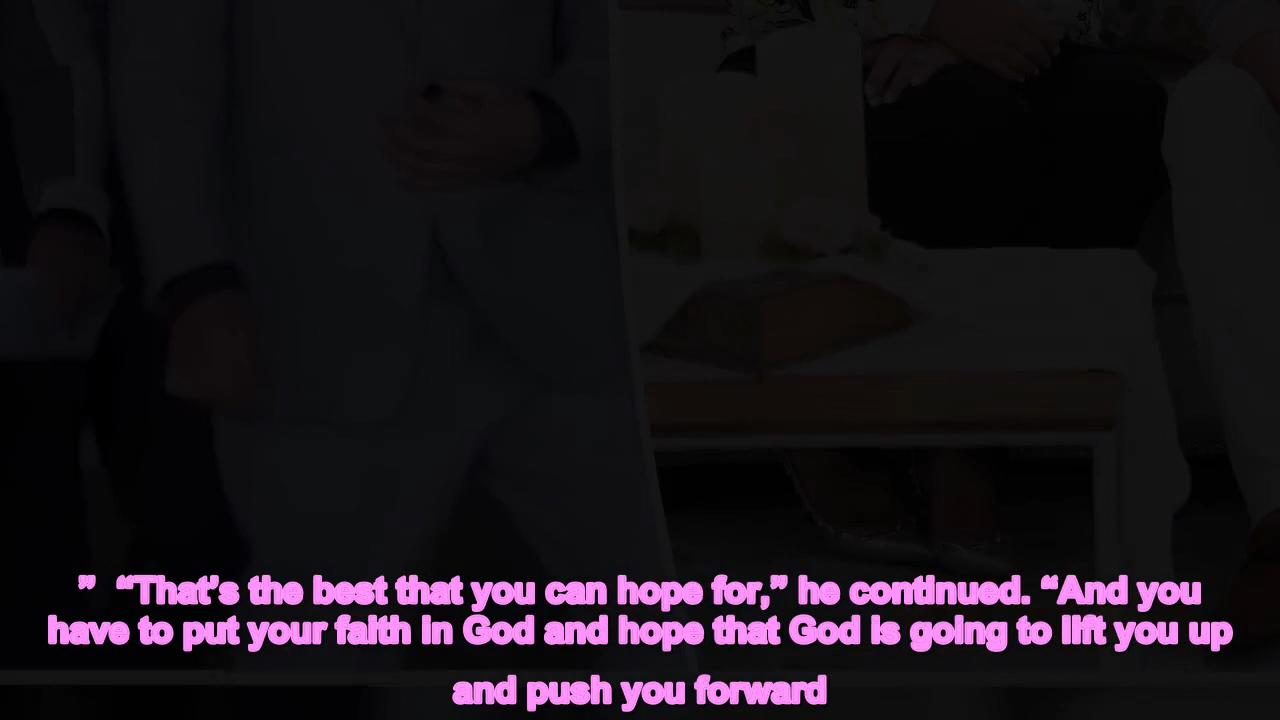 ”  “That’s the best that you can hope for,” he continued. “And you
have to put your faith in God and hope that God is going to lift you up
and push you forward